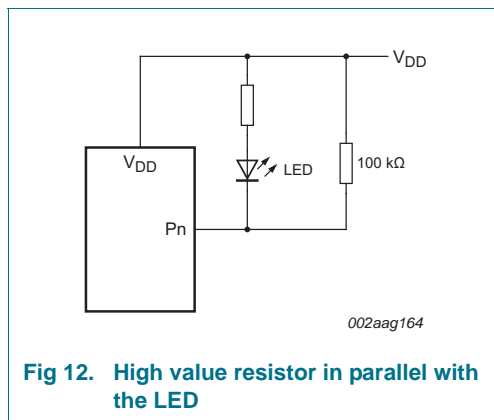 VDD
VDD
LED
100 kΩ
Pn
002aag164
Fig 12. High value resistor in parallel with
the LED